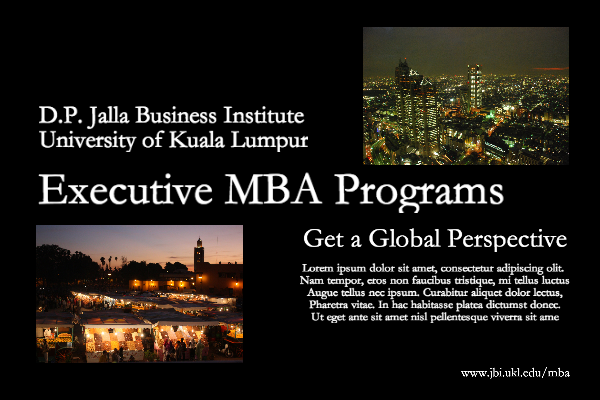 D.P. Jalla Business Institute
University of Kuala Lumpur
Executive MBA Programs
Get a Global Perspective
Lorem ipsum dolor sit amet, consectetur adipiscing olit.
Nam tempor, eros non faucibus tristique, mi tellus luctus
Augue tellus nec ipsum. Curabitur aliquet dolor lectus,
Pharetra vitae. In hac habitasse platea dictumst donec.
Ut eget ante sit amet nisl pellentesque viverra sit ame
www.jbi.ukl.edu/mba